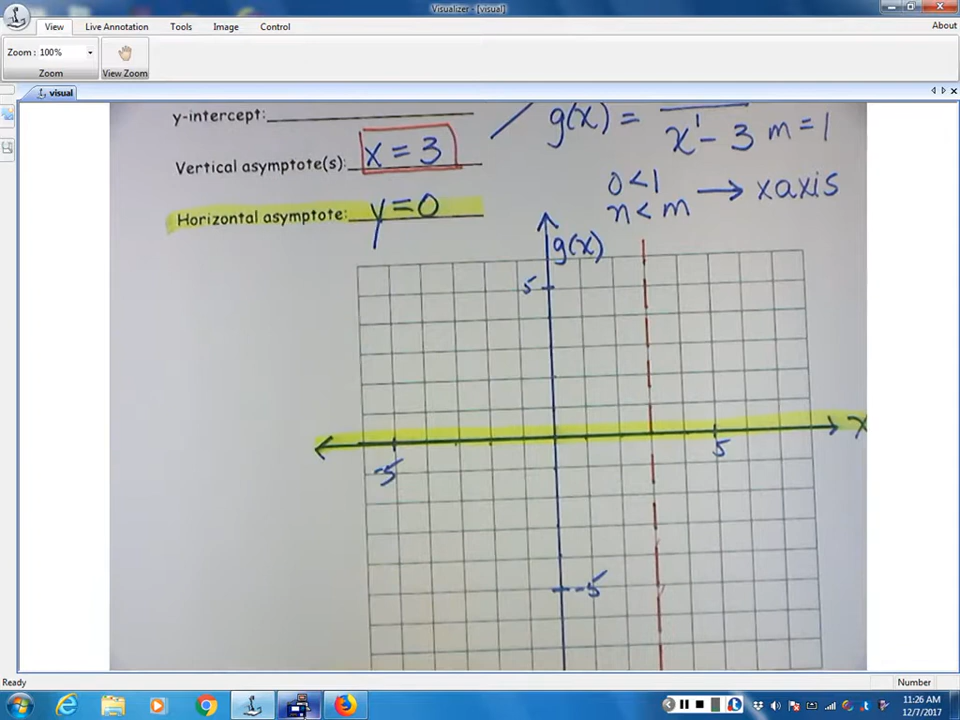 Visualizer - [visual]
View Live Annotation Tools Image Control About
Zoom : 100%
Zoom View Zoom
visual
y-intercept:
g(x) = x¹ - 3 m = 1
Vertical asymptote(s): x = 3
0 < 1
n < m → x axis
Horizontal asymptote: y = 0
g(x)
5
x
-5 5
-5
Ready Number
11:26 AM
12/7/2017